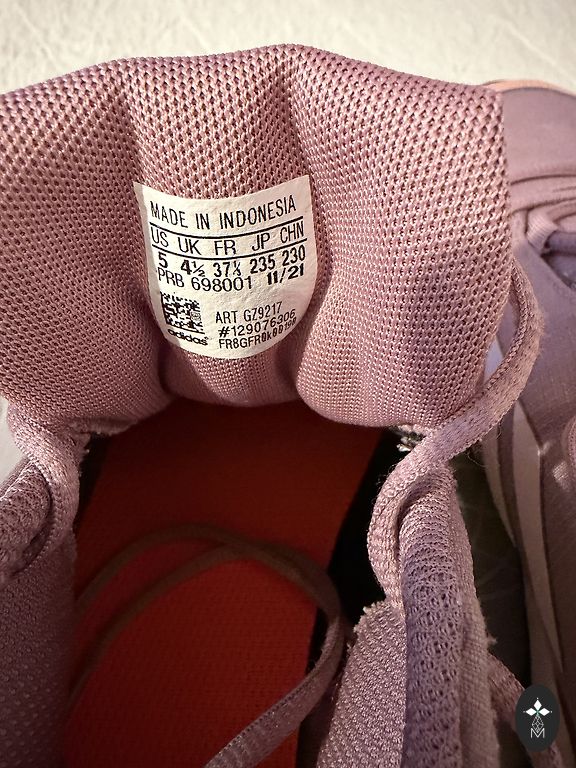 MADE IN INDONESIA
US UK FR JP CHN
5 4½ 37⅓ 235 230
PRB 698001 11/21
ART GZ9217
#129076306
adidas